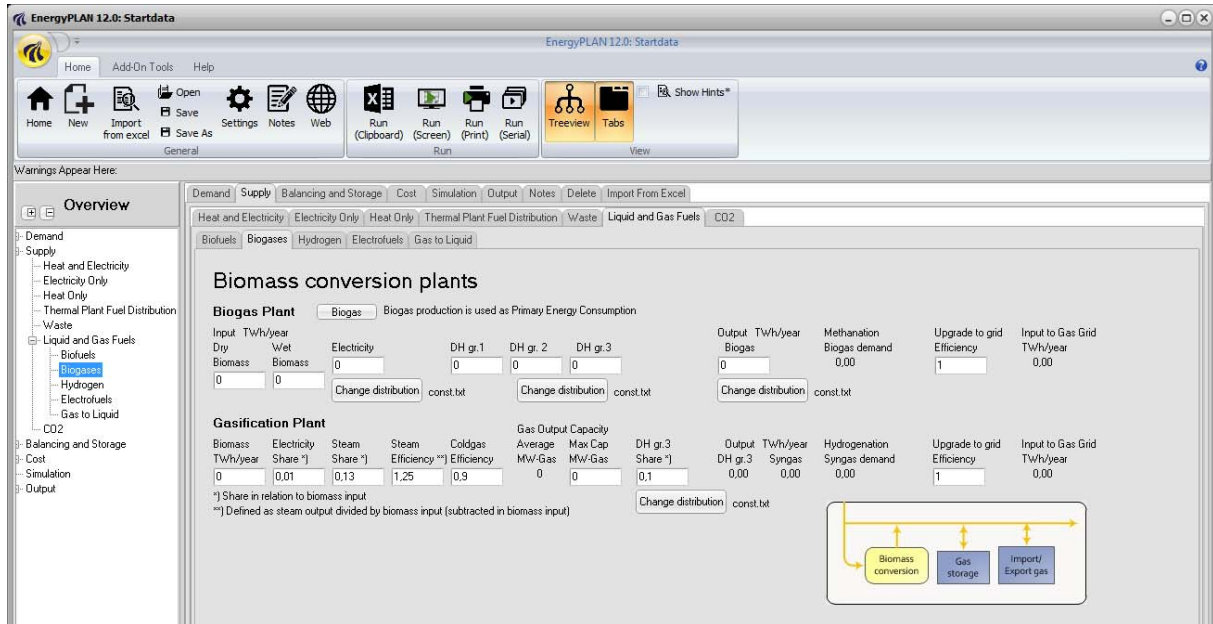 EnergyPLAN 12.0: Startdata
EnergyPLAN 12.0: Startdata
Home Add-On Tools Help
Home New Import from excel Open Save Save As Settings Notes Web Run (Clipboard) Run (Screen) Run (Print) Run (Serial) Treeview Tabs Show Hints*
General Run View
Warnings Appear Here:
Overview
Demand
Supply
Heat and Electricity
Electricity Only
Heat Only
Thermal Plant Fuel Distribution
Waste
Liquid and Gas Fuels
Biofuels
Biogases
Hydrogen
Electrofuels
Gas to Liquid
CO2
Balancing and Storage
Cost
Simulation
Output
Demand Supply Balancing and Storage Cost Simulation Output Notes Delete Import From Excel
Heat and Electricity Electricity Only Heat Only Thermal Plant Fuel Distribution Waste Liquid and Gas Fuels CO2
Biofuels Biogases Hydrogen Electrofuels Gas to Liquid
Biomass conversion plants
Biogas Plant Biogas Biogas production is used as Primary Energy Consumption
Input TWh/year Output TWh/year Methanation Upgrade to grid Input to Gas Grid
Dry Wet Electricity DH gr.1 DH gr. 2 DH gr.3 Biogas Biogas demand Efficiency TWh/year
Biomass Biomass 0 0 0 0 0 0,00 1 0,00
0 0
Change distribution const.txt Change distribution const.txt Change distribution const.txt
Gasification Plant Gas Output Capacity
Biomass Electricity Steam Steam Coldgas Average Max Cap DH gr.3 Output TWh/year Hydrogenation Upgrade to grid Input to Gas Grid
TWh/year Share *) Share *) Efficiency **) Efficiency MW-Gas MW-Gas Share *) DH gr.3 Syngas Syngas demand Efficiency TWh/year
0 0,01 0,13 1,25 0,9 0 0 0,1 0,00 0,00 0,00 1 0,00
*) Share in relation to biomass input
Change distribution const.txt
**) Defined as steam output divided by biomass input (subtracted in biomass input)
Biomass conversion
Gas storage
Import/ Export gas